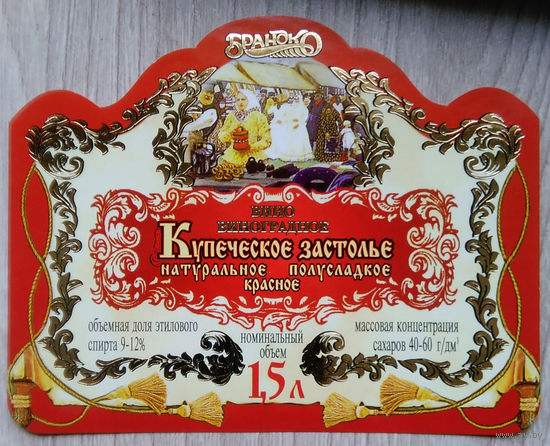 БРАНОКО
ВИНО
ВИНОГРАДНОЕ
Купеческое застолье
натуральное полусладкое
красное
объемная доля этилового
спирта 9-12%
номинальный
объем
1,5 л
массовая концентрация
сахаров 40-60 г/дм³